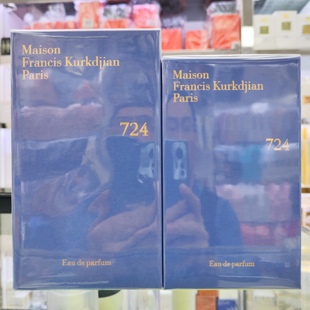 Maison
Francis Kurkdjian
Paris
724
Eau de parfum
Maison
Francis Kurkdjian
Paris
724
Eau de parfum